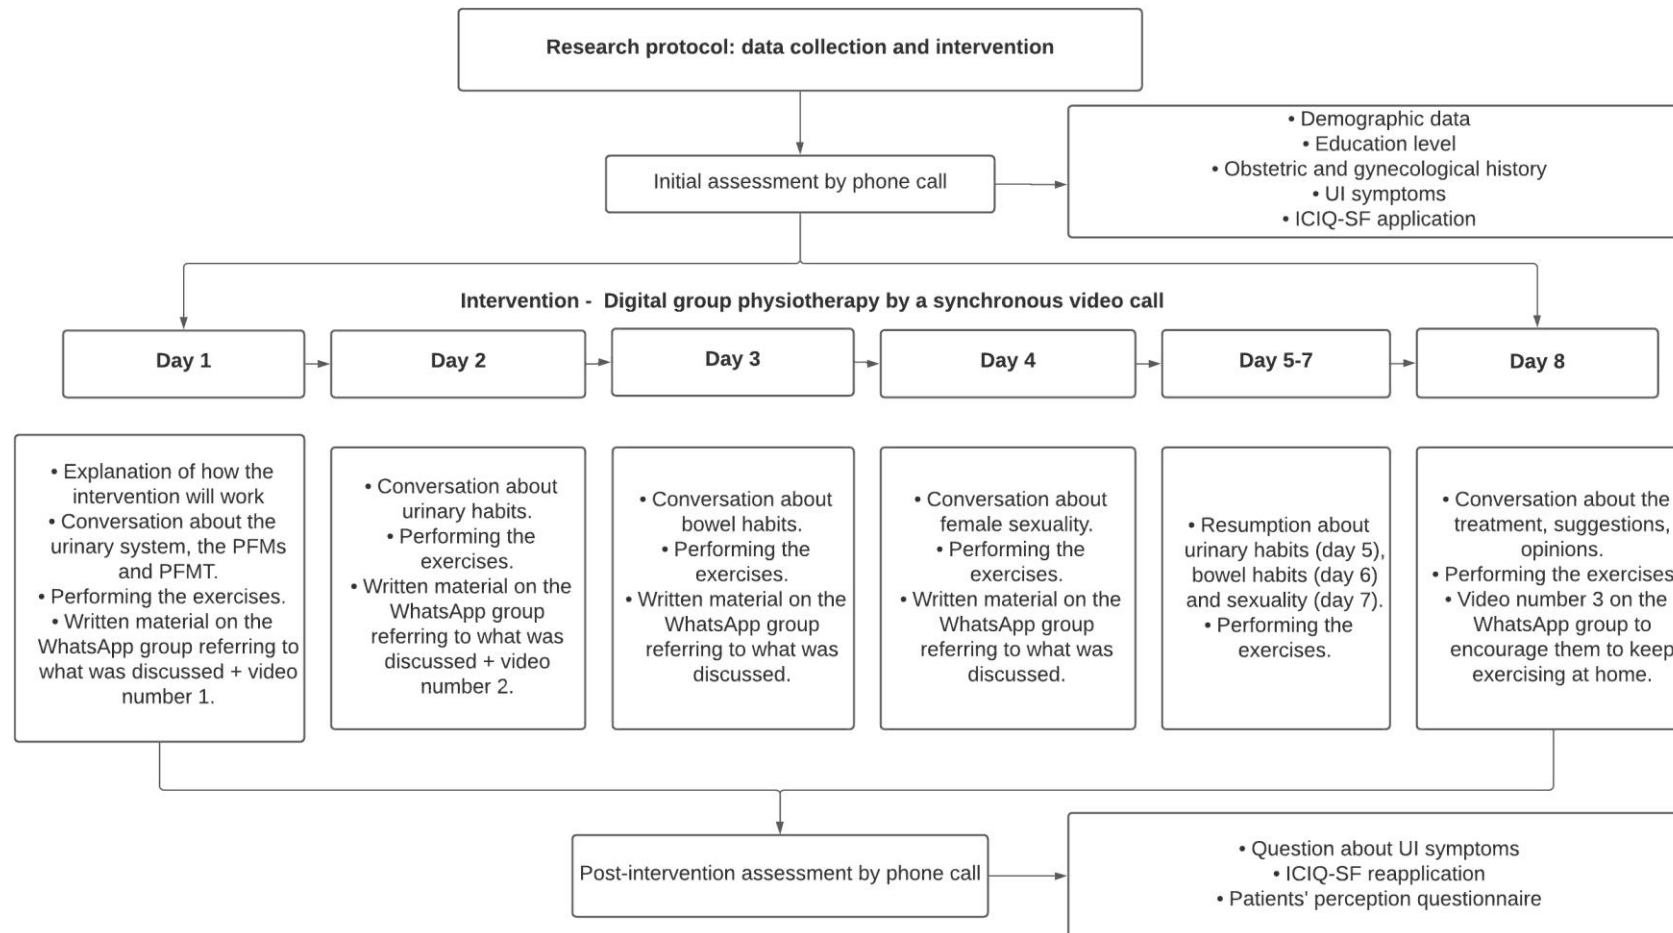 Research protocol: data collection and intervention
Initial assessment by phone call
• Demographic data
• Education level
• Obstetric and gynecological history
• UI symptoms
• ICIQ-SF application
Intervention - Digital group physiotherapy by a synchronous video call
Day 1
Day 2
Day 3
Day 4
Day 5-7
Day 8
• Explanation of how the
intervention will work
• Conversation about the
urinary system, the PFMs
and PFMT.
• Performing the exercises.
• Written material on the
WhatsApp group referring to
what was discussed + video
number 1.
• Conversation about
urinary habits.
• Performing the
exercises.
• Written material on the
WhatsApp group
referring to what was
discussed + video
number 2.
• Conversation about
bowel habits.
• Performing the
exercises.
• Written material on the
WhatsApp group
referring to what was
discussed.
• Conversation about
female sexuality.
• Performing the
exercises.
• Written material on the
WhatsApp group
referring to what was
discussed.
• Resumption about
urinary habits (day 5),
bowel habits (day 6)
and sexuality (day 7).
• Performing the
exercises.
• Conversation about the
treatment, suggestions,
opinions.
• Performing the exercises
• Video number 3 on the
WhatsApp group to
encourage them to keep
exercising at home.
Post-intervention assessment by phone call
• Question about UI symptoms
• ICIQ-SF reapplication
• Patients' perception questionnaire